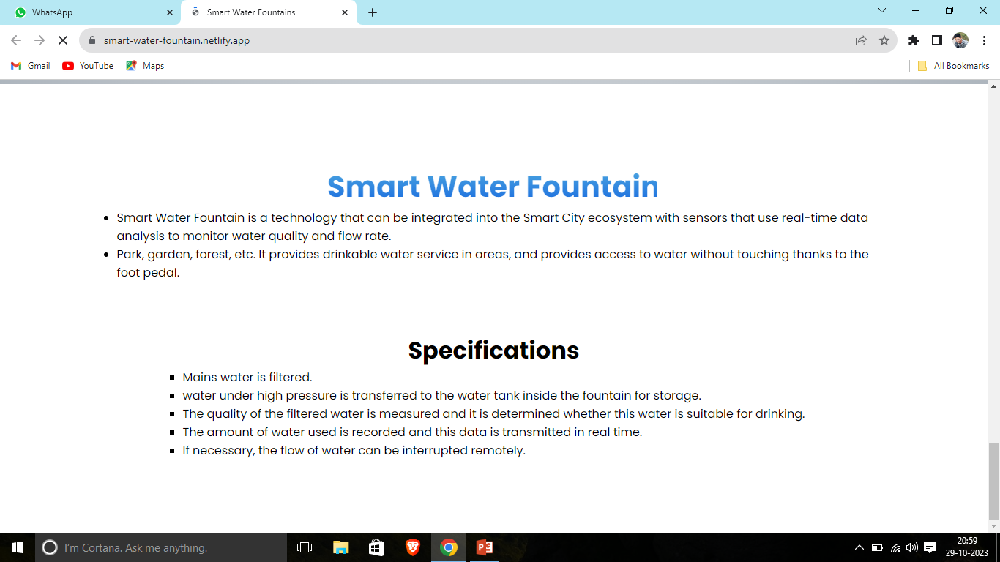 WhatsApp
Smart Water Fountains
smart-water-fountain.netlify.app
Gmail
YouTube
Maps
All Bookmarks
Smart Water Fountain
Smart Water Fountain is a technology that can be integrated into the Smart City ecosystem with sensors that use real-time data
analysis to monitor water quality and flow rate.
Park, garden, forest, etc. It provides drinkable water service in areas, and provides access to water without touching thanks to the
foot pedal.
Specifications
Mains water is filtered.
water under high pressure is transferred to the water tank inside the fountain for storage.
The quality of the filtered water is measured and it is determined whether this water is suitable for drinking.
The amount of water used is recorded and this data is transmitted in real time.
If necessary, the flow of water can be interrupted remotely.
I'm Cortana. Ask me anything.
20:59
29-10-2023